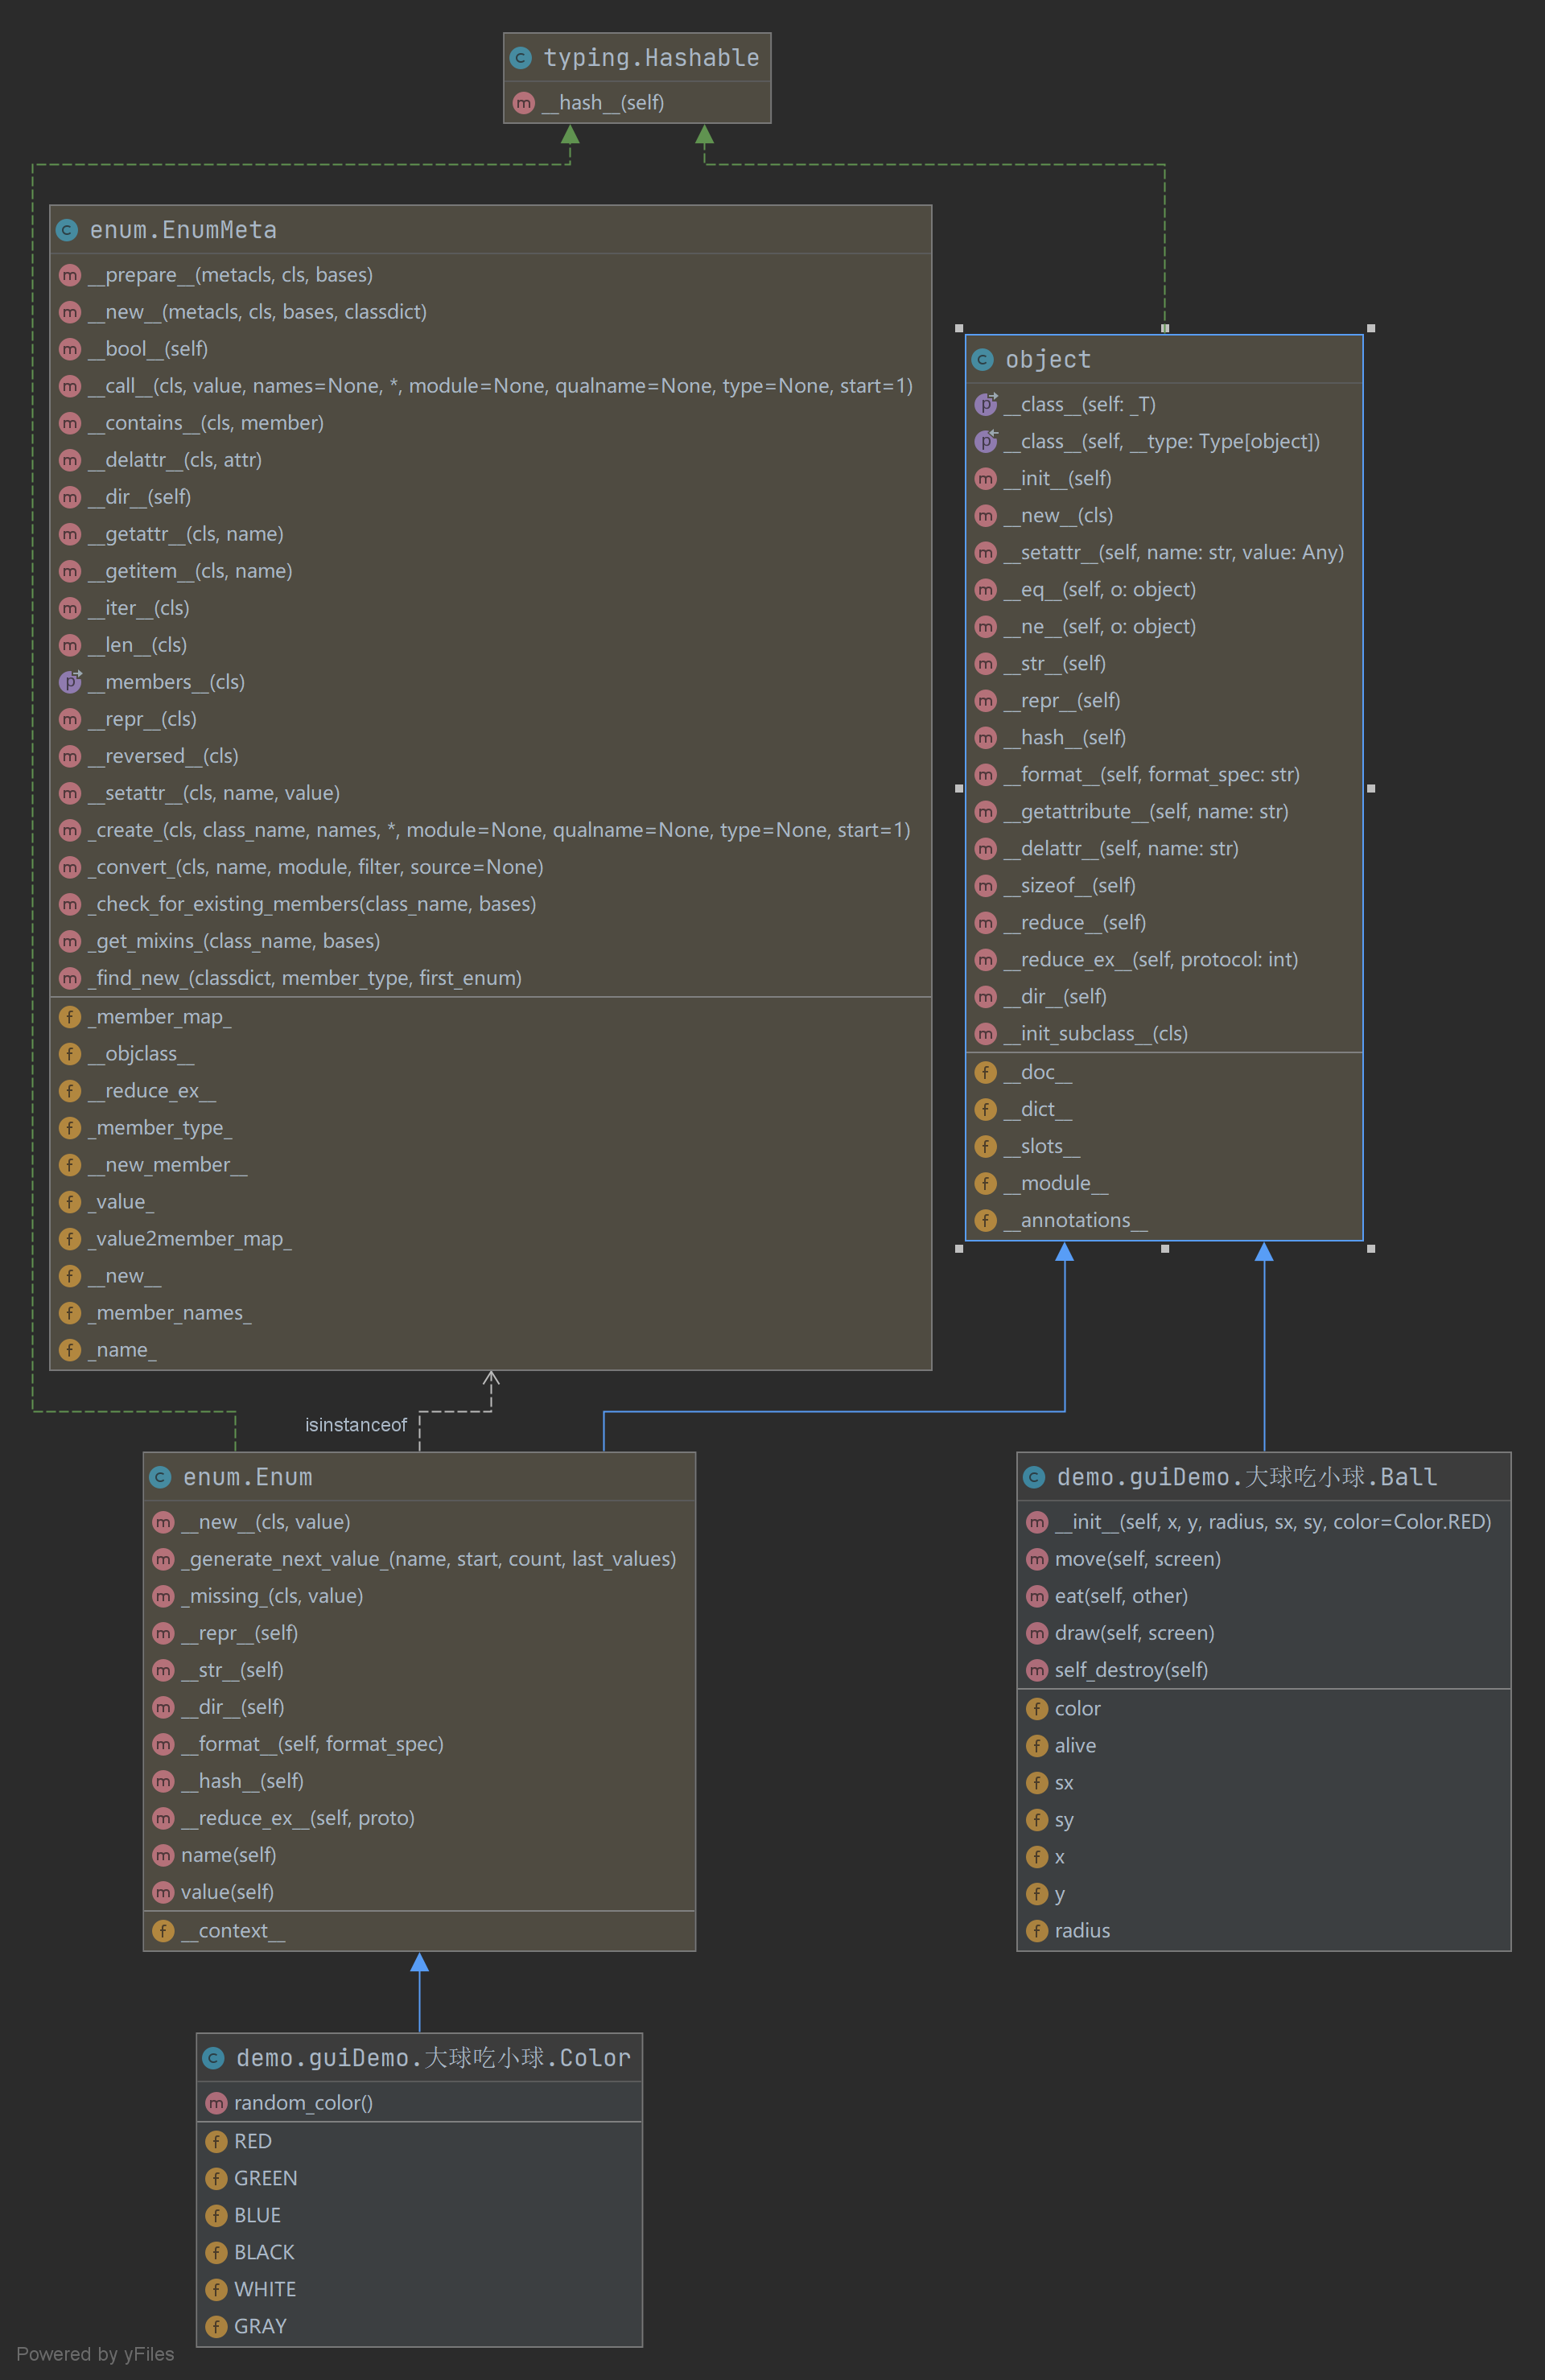 typing.Hashable
__hash__(self)
enum.EnumMeta
__prepare__(metacls, cls, bases)
__new__(metacls, cls, bases, classdict)
__bool__(self)
__call__(cls, value, names=None, *, module=None, qualname=None, type=None, start=1)
__contains__(cls, member)
__delattr__(cls, attr)
__dir__(self)
__getattr__(cls, name)
__getitem__(cls, name)
__iter__(cls)
__len__(cls)
__members__(cls)
__repr__(cls)
__reversed__(cls)
__setattr__(cls, name, value)
_create_(cls, class_name, names, *, module=None, qualname=None, type=None, start=1)
_convert_(cls, name, module, filter, source=None)
_check_for_existing_members(class_name, bases)
_get_mixins_(class_name, bases)
_find_new_(classdict, member_type, first_enum)
_member_map_
__objclass__
__reduce_ex__
_member_type_
__new_member__
_value_
_value2member_map_
__new__
_member_names_
_name_
object
__class__(self: _T)
__class__(self, __type: Type[object])
__init__(self)
__new__(cls)
__setattr__(self, name: str, value: Any)
__eq__(self, o: object)
__ne__(self, o: object)
__str__(self)
__repr__(self)
__hash__(self)
__format__(self, format_spec: str)
__getattribute__(self, name: str)
__delattr__(self, name: str)
__sizeof__(self)
__reduce__(self)
__reduce_ex__(self, protocol: int)
__dir__(self)
__init_subclass__(cls)
__doc__
__dict__
__slots__
__module__
__annotations__
isinstanceof
enum.Enum
__new__(cls, value)
_generate_next_value_(name, start, count, last_values)
_missing_(cls, value)
__repr__(self)
__str__(self)
__dir__(self)
__format__(self, format_spec)
__hash__(self)
__reduce_ex__(self, proto)
name(self)
value(self)
__context__
demo.guiDemo.大球吃小球.Ball
__init__(self, x, y, radius, sx, sy, color=Color.RED)
move(self, screen)
eat(self, other)
draw(self, screen)
self_destroy(self)
color
alive
sx
sy
x
y
radius
demo.guiDemo.大球吃小球.Color
random_color()
RED
GREEN
BLUE
BLACK
WHITE
GRAY
Powered by yFiles